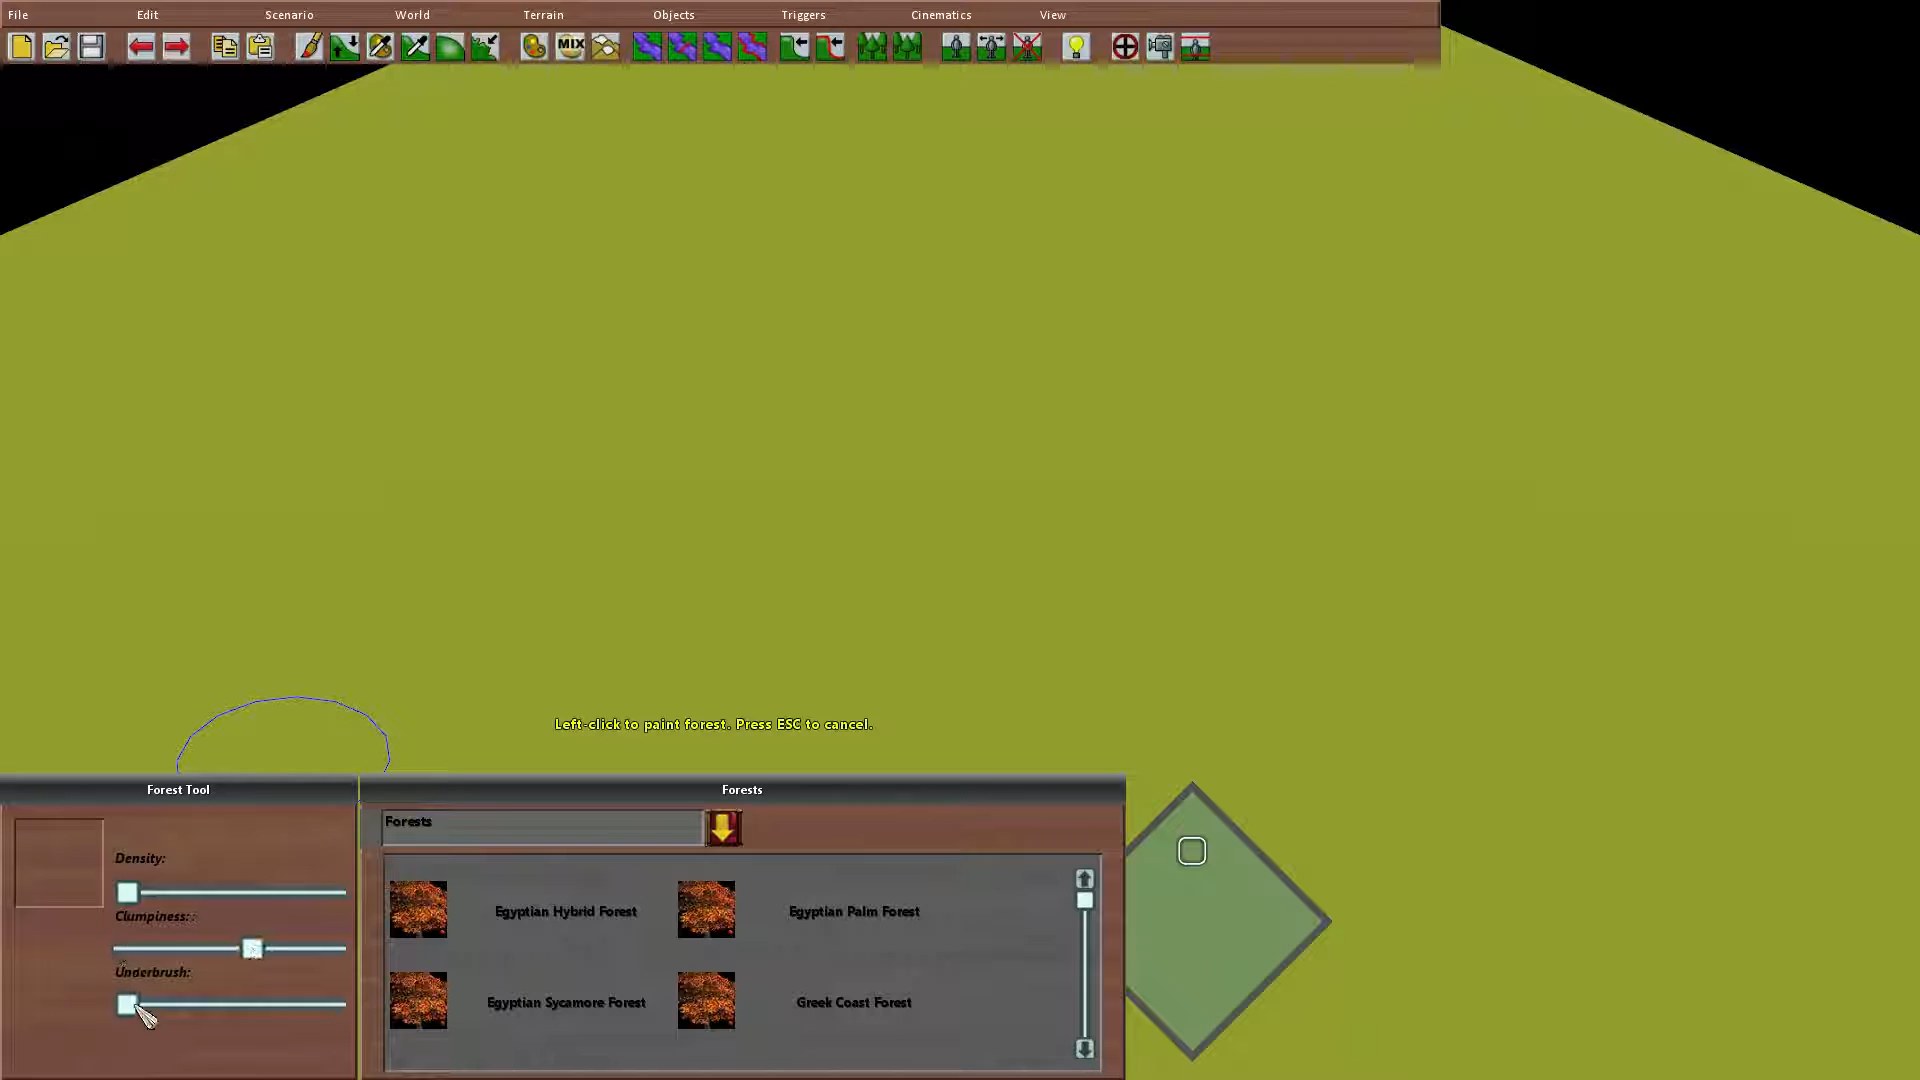 File Edit Scenario World Terrain Objects Triggers Cinematics View
MIX
Left-click to paint forest. Press ESC to cancel.
Forest Tool
Density:
Clumpiness::
Underbrush:
Forests
Forests
Egyptian Hybrid Forest
Egyptian Palm Forest
Egyptian Sycamore Forest
Greek Coast Forest